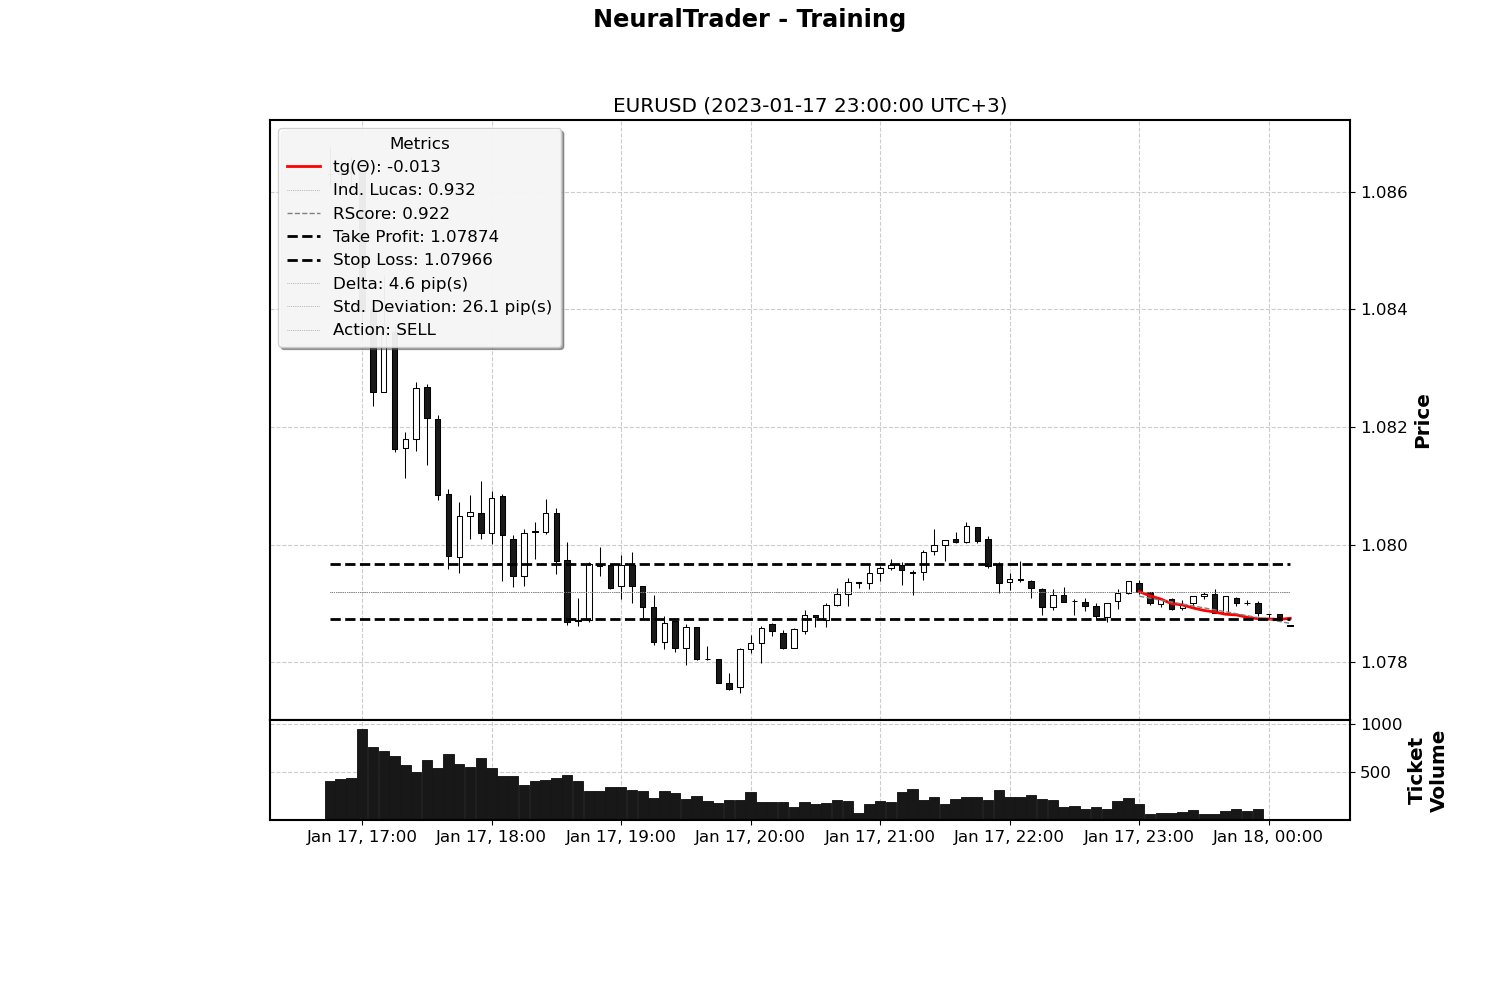 NeuralTrader - Training
EURUSD (2023-01-17 23:00:00 UTC+3)
Metrics
tg(Θ): -0.013
Ind. Lucas: 0.932
RScore: 0.922
Take Profit: 1.07874
Stop Loss: 1.07966
Delta: 4.6 pip(s)
Std. Deviation: 26.1 pip(s)
Action: SELL
1.086
1.084
1.082
1.080
1.078
Price
1000
500
Ticket
Volume
Jan 17, 17:00 Jan 17, 18:00 Jan 17, 19:00 Jan 17, 20:00 Jan 17, 21:00 Jan 17, 22:00 Jan 17, 23:00 Jan 18, 00:00